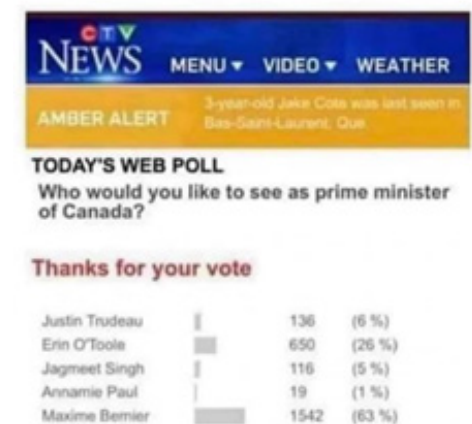 CTV
NEWS MENU VIDEO WEATHER
AMBER ALERT
3-year-old Jake Cote was last seen in
Bas-Saint-Laurent, Que
TODAY'S WEB POLL
Who would you like to see as prime minister
of Canada?
Thanks for your vote
Justin Trudeau 136 (6 %)
Erin O'Toole 650 (26 %)
Jagmeet Singh 116 (5 %)
Annamie Paul 19 (1 %)
Maxime Bernier 1542 (63 %)